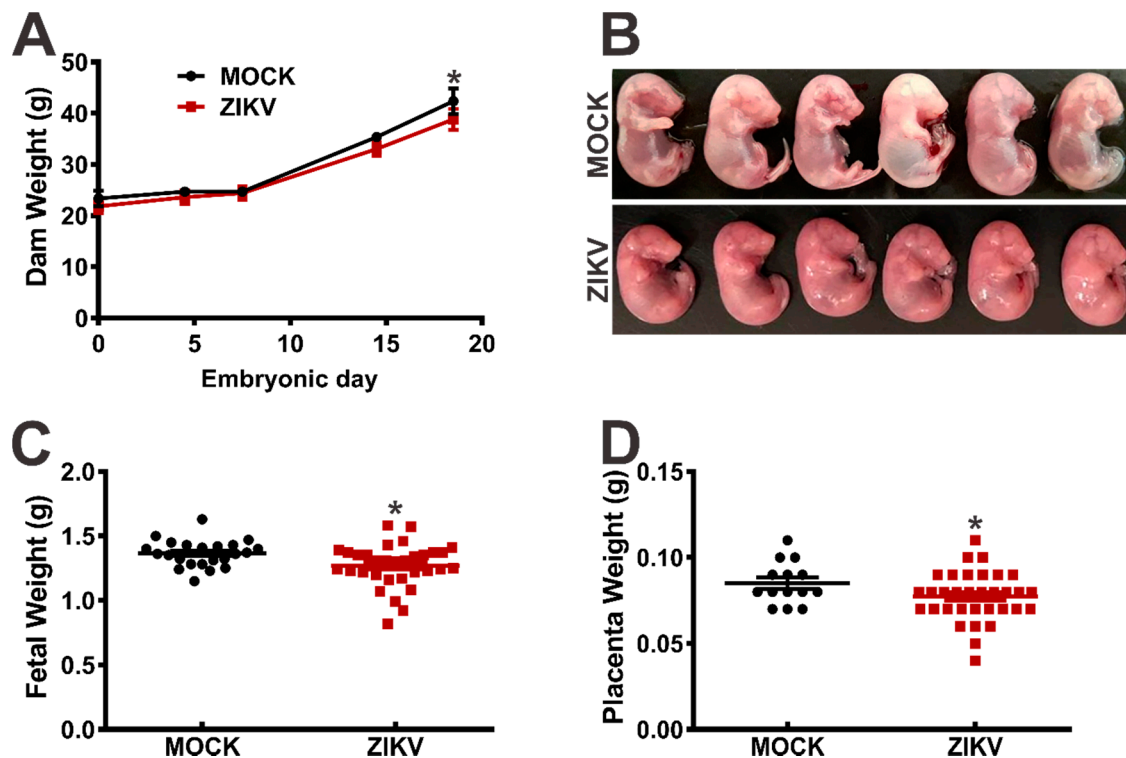 A
Dam Weight (g)
50
40
30
20
10
0
MOCK
ZIKV
*
0 5 10 15 20
Embryonic day
B
MOCK
ZIKV
C
Fetal Weight (g)
2.0
1.5
1.0
0.5
0.0
*
MOCK ZIKV
D
Placenta Weight (g)
0.15
0.10
0.05
0.00
*
MOCK ZIKV